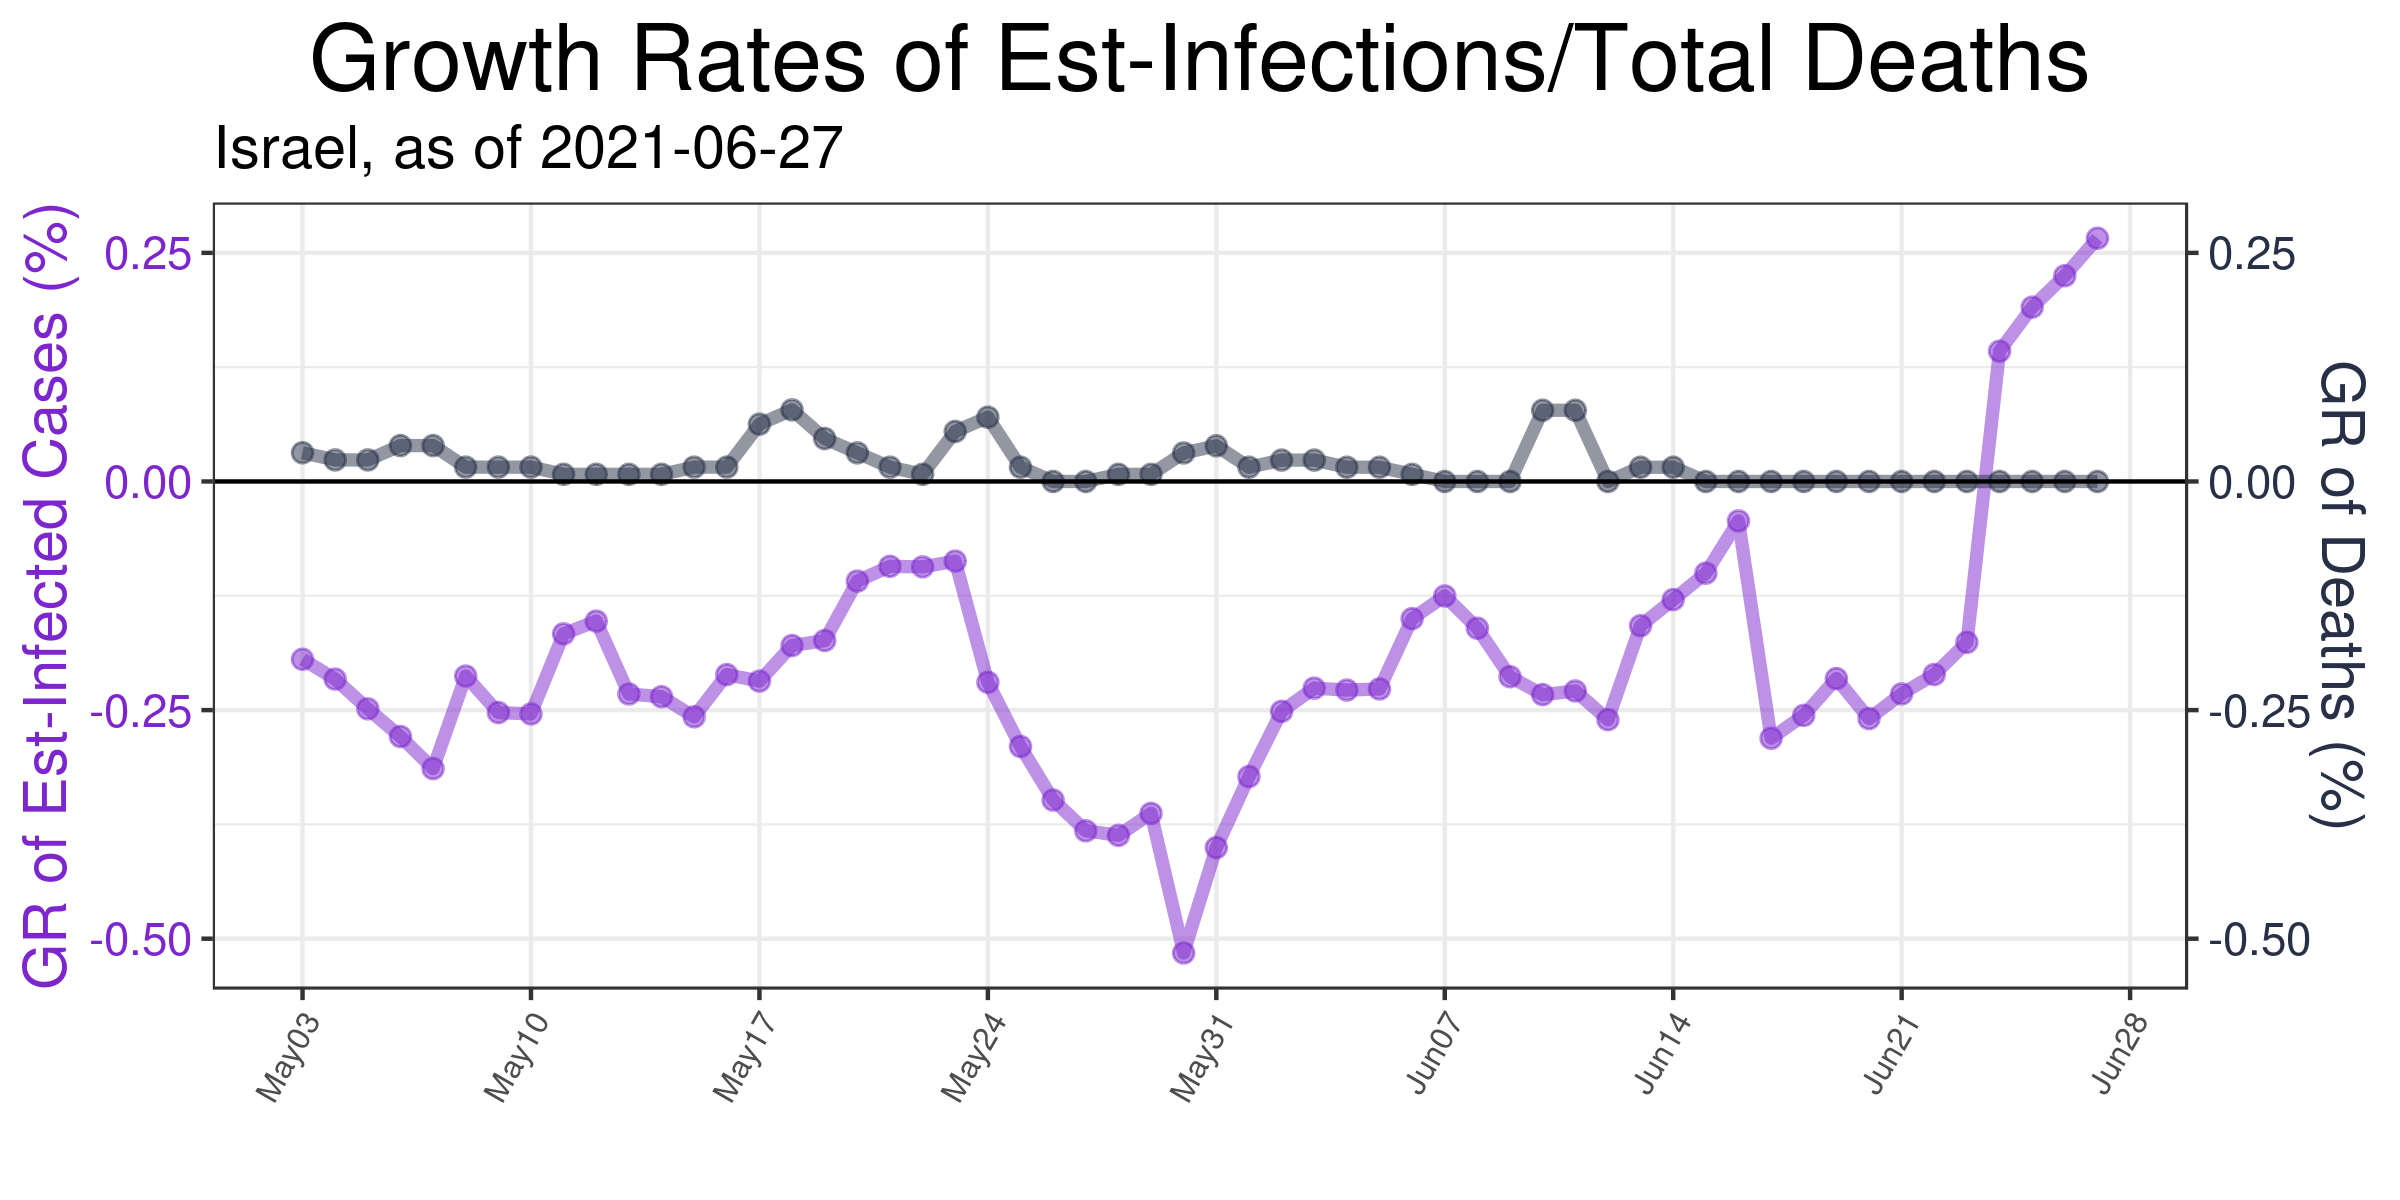 Growth Rates of Est-Infections/Total Deaths
Israel, as of 2021-06-27
GR of Est-Infected Cases (%)
0.25
0.00
-0.25
-0.50
0.25
0.00
-0.25
-0.50
GR of Deaths (%)
May03
May10
May17
May24
May31
Jun07
Jun14
Jun21
Jun28